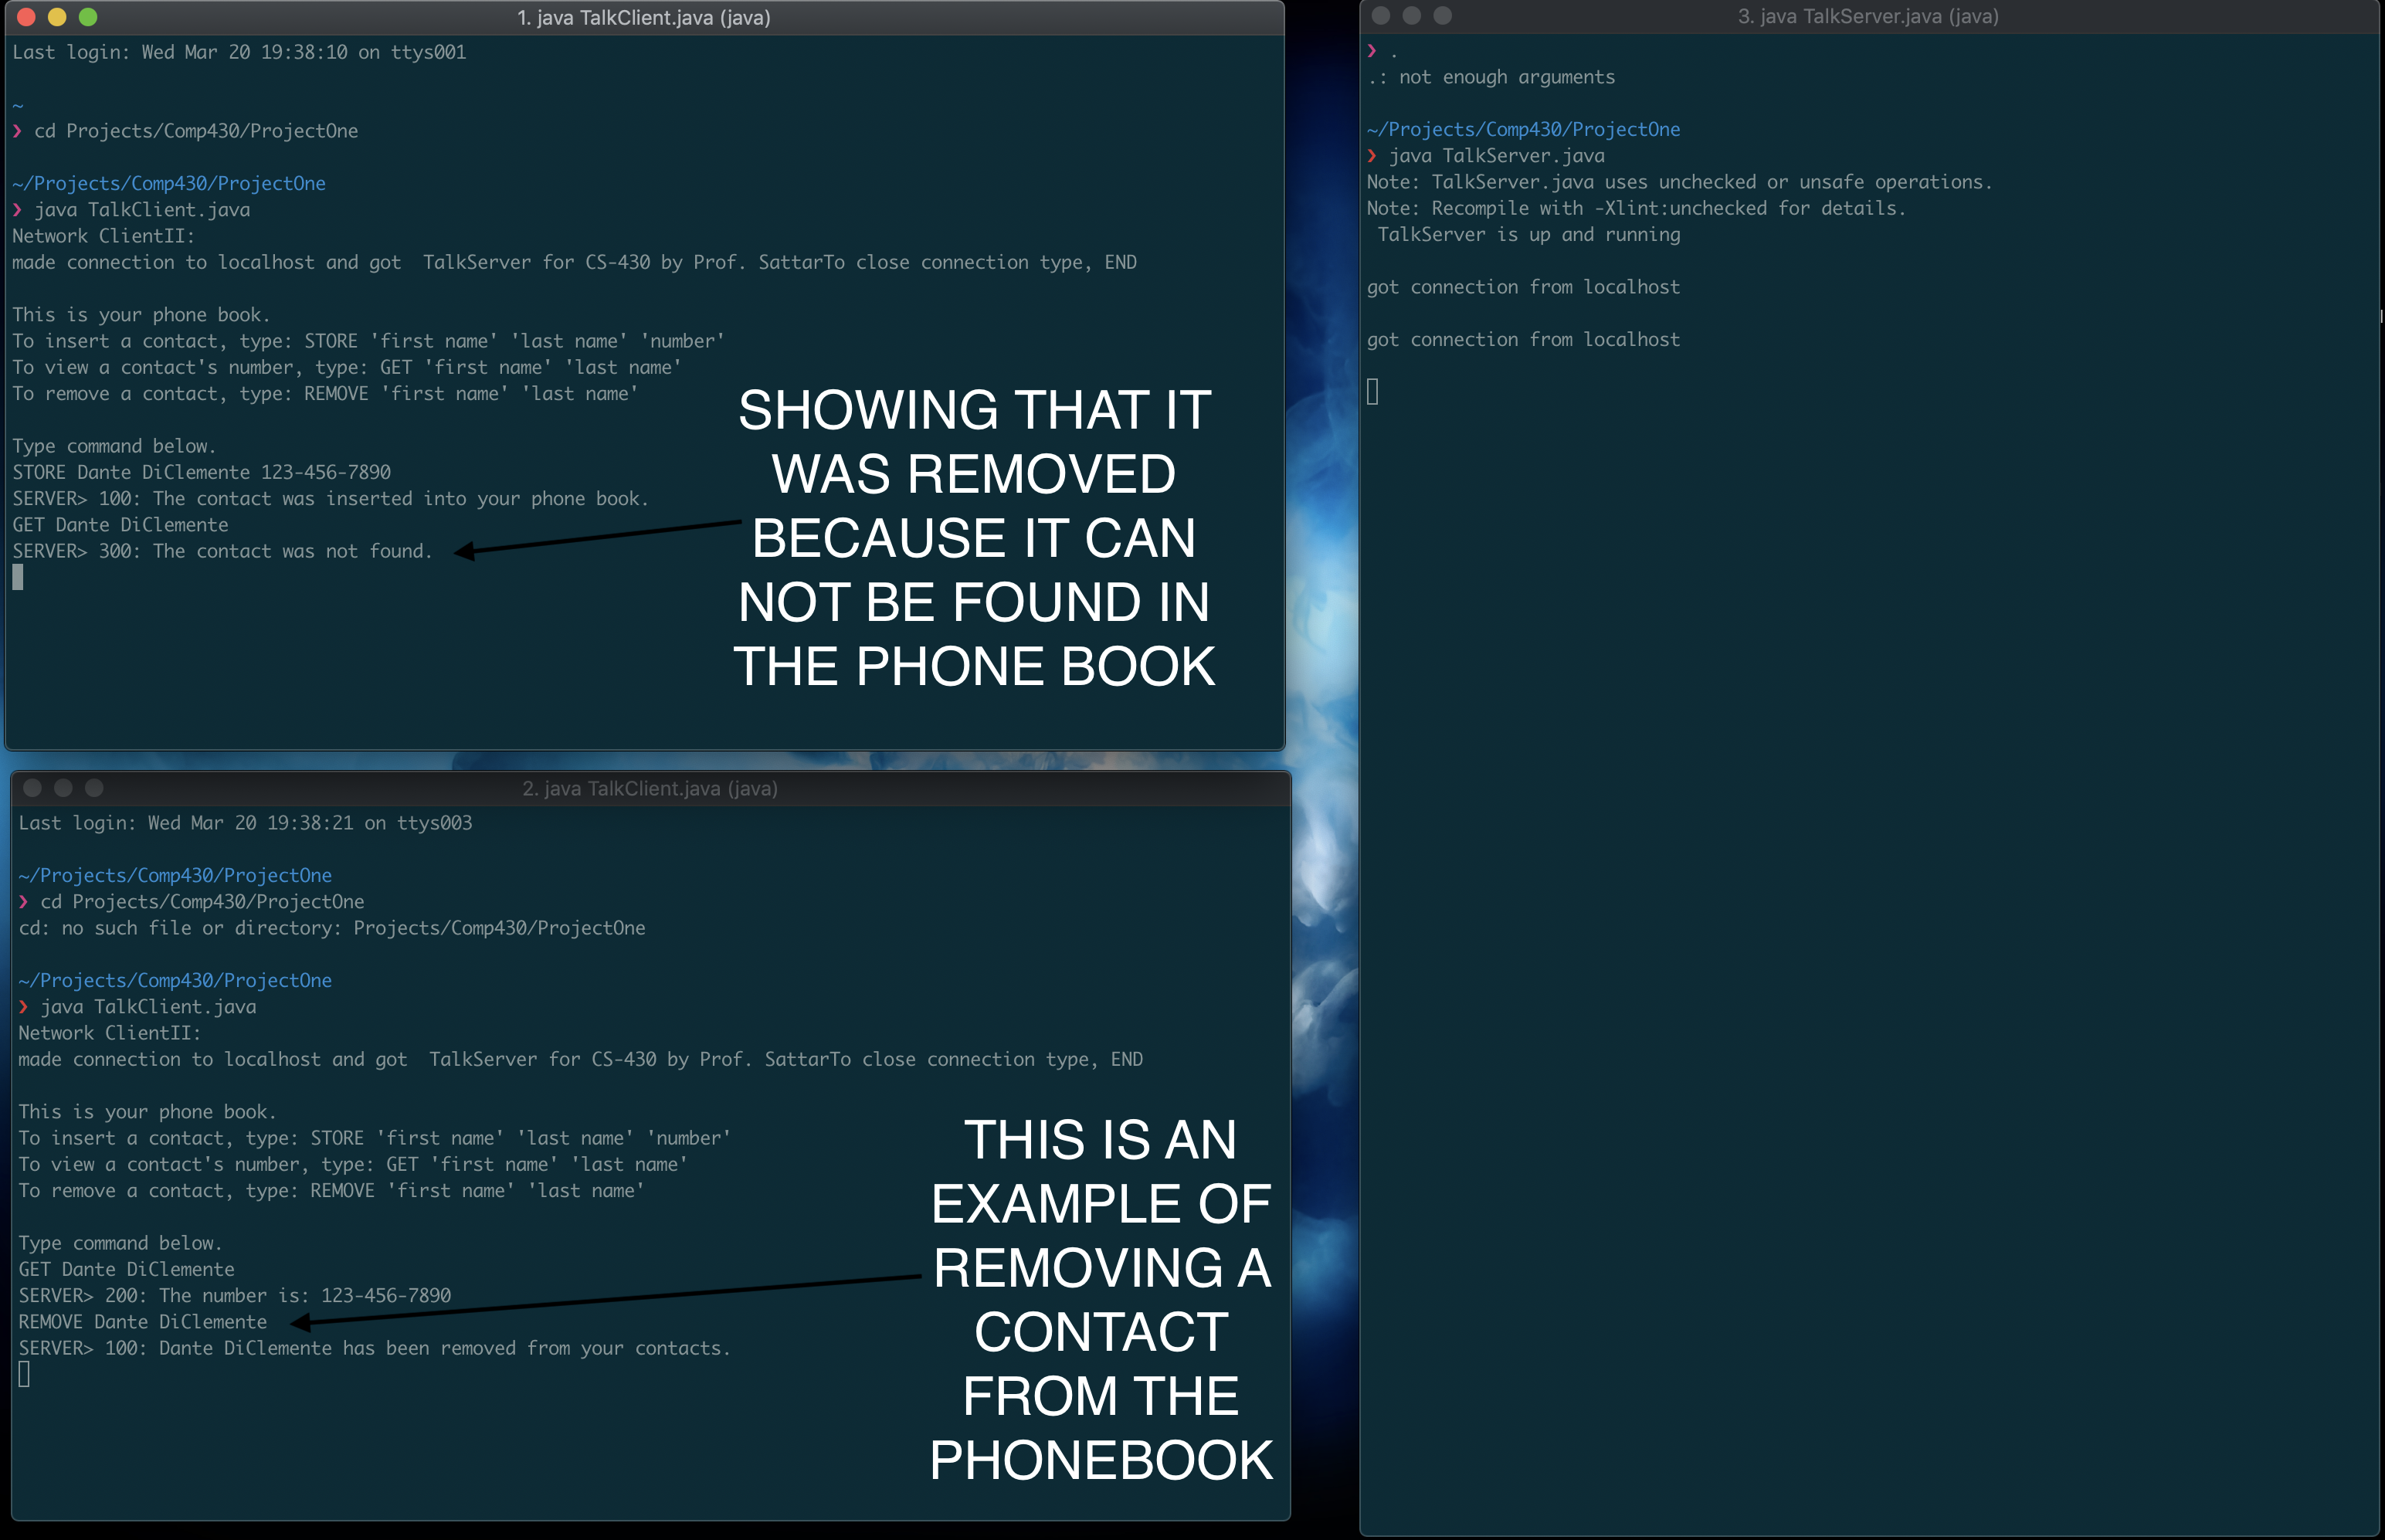 1. java TalkClient.java (java)
Last login: Wed Mar 20 19:38:10 on ttys001
~
❯ cd Projects/Comp430/ProjectOne
~/Projects/Comp430/ProjectOne
❯ java TalkClient.java
Network ClientII:
made connection to localhost and got  TalkServer for CS-430 by Prof. SattarTo close connection type, END
This is your phone book.
To insert a contact, type: STORE 'first name' 'last name' 'number'
To view a contact's number, type: GET 'first name' 'last name'
To remove a contact, type: REMOVE 'first name' 'last name'
Type command below.
STORE Dante DiClemente 123-456-7890
SERVER> 100: The contact was inserted into your phone book.
GET Dante DiClemente
SERVER> 300: The contact was not found.
SHOWING THAT IT
WAS REMOVED
BECAUSE IT CAN
NOT BE FOUND IN
THE PHONE BOOK
2. java TalkClient.java (java)
Last login: Wed Mar 20 19:38:21 on ttys003
~/Projects/Comp430/ProjectOne
❯ cd Projects/Comp430/ProjectOne
cd: no such file or directory: Projects/Comp430/ProjectOne
~/Projects/Comp430/ProjectOne
❯ java TalkClient.java
Network ClientII:
made connection to localhost and got  TalkServer for CS-430 by Prof. SattarTo close connection type, END
This is your phone book.
To insert a contact, type: STORE 'first name' 'last name' 'number'
To view a contact's number, type: GET 'first name' 'last name'
To remove a contact, type: REMOVE 'first name' 'last name'
Type command below.
GET Dante DiClemente
SERVER> 200: The number is: 123-456-7890
REMOVE Dante DiClemente
SERVER> 100: Dante DiClemente has been removed from your contacts.
THIS IS AN
EXAMPLE OF
REMOVING A
CONTACT
FROM THE
PHONEBOOK
3. java TalkServer.java (java)
❯ .
.: not enough arguments
~/Projects/Comp430/ProjectOne
❯ java TalkServer.java
Note: TalkServer.java uses unchecked or unsafe operations.
Note: Recompile with -Xlint:unchecked for details.
TalkServer is up and running
got connection from localhost
got connection from localhost